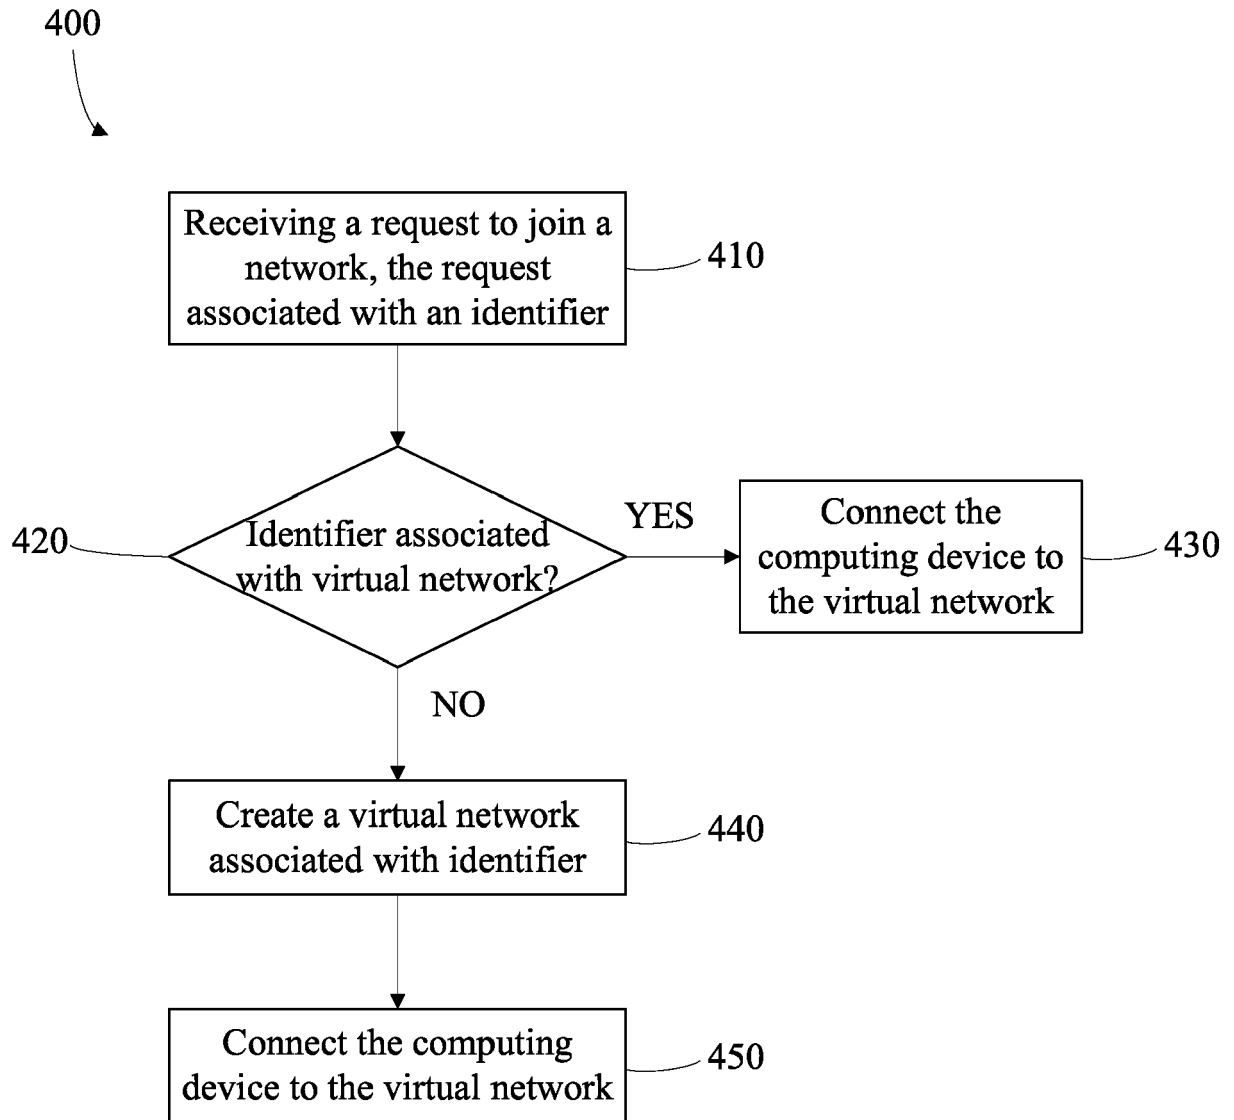 400
Receiving a request to join a
network, the request
associated with an identifier
410
Identifier associated
with virtual network?
420
YES
Connect the
computing device to
the virtual network
430
NO
Create a virtual network
associated with identifier
440
Connect the computing
device to the virtual network
450